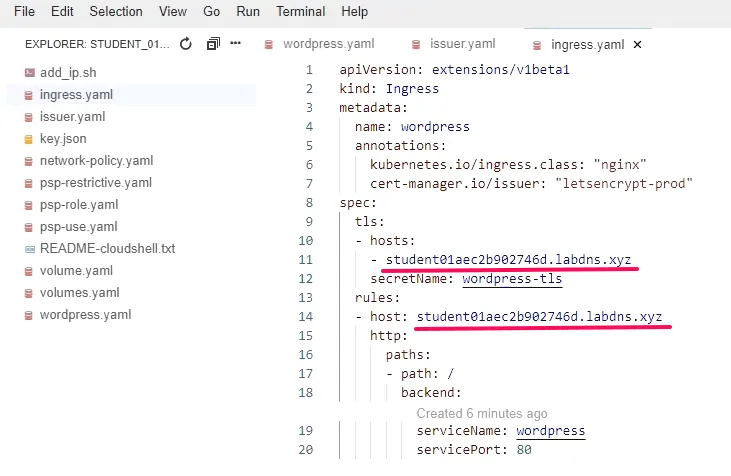 File Edit Selection View Go Run Terminal Help
EXPLORER: STUDENT_01... wordpress.yaml issuer.yaml ingress.yaml
add_ip.sh
ingress.yaml
issuer.yaml
key.json
network-policy.yaml
psp-restrictive.yaml
psp-role.yaml
psp-use.yaml
README-cloudshell.txt
volume.yaml
volumes.yaml
wordpress.yaml
1 apiVersion: extensions/v1beta1
2 kind: Ingress
3 metadata:
4 name: wordpress
5 annotations:
6 kubernetes.io/ingress.class: "nginx"
7 cert-manager.io/issuer: "letsencrypt-prod"
8 spec:
9 tls:
10 - hosts:
11 - student01aec2b902746d.labdns.xyz
12 secretName: wordpress-tls
13 rules:
14 - host: student01aec2b902746d.labdns.xyz
15 http:
16 paths:
17 - path: /
18 backend:
Created 6 minutes ago
19 serviceName: wordpress
20 servicePort: 80